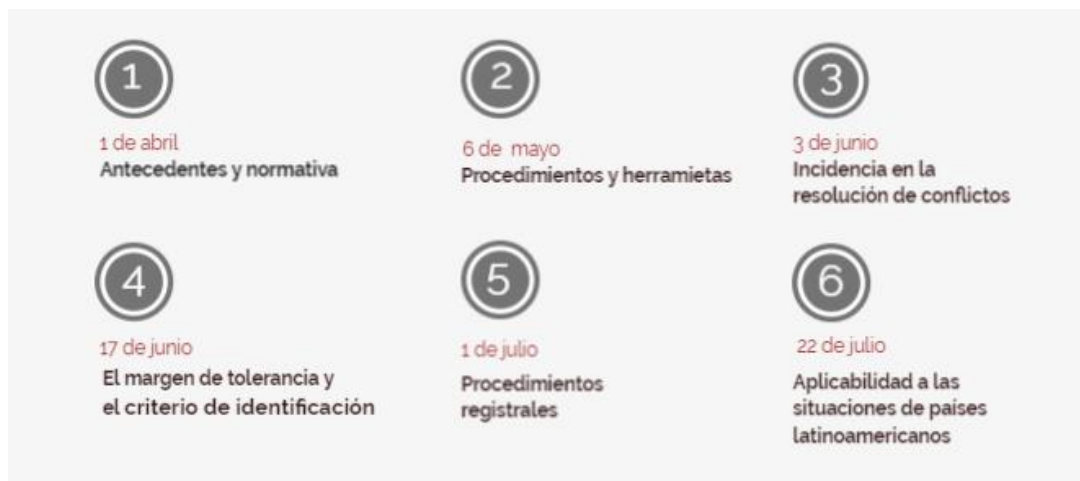 1
1 de abril
Antecedentes y normativa
2
6 de mayo
Procedimientos y herramietas
3
3 de junio
Incidencia en la
resolución de conflictos
4
17 de junio
El margen de tolerancia y
el criterio de identificación
5
1 de julio
Procedimientos
registrales
6
22 de julio
Aplicabilidad a las
situaciones de países
latinoamericanos